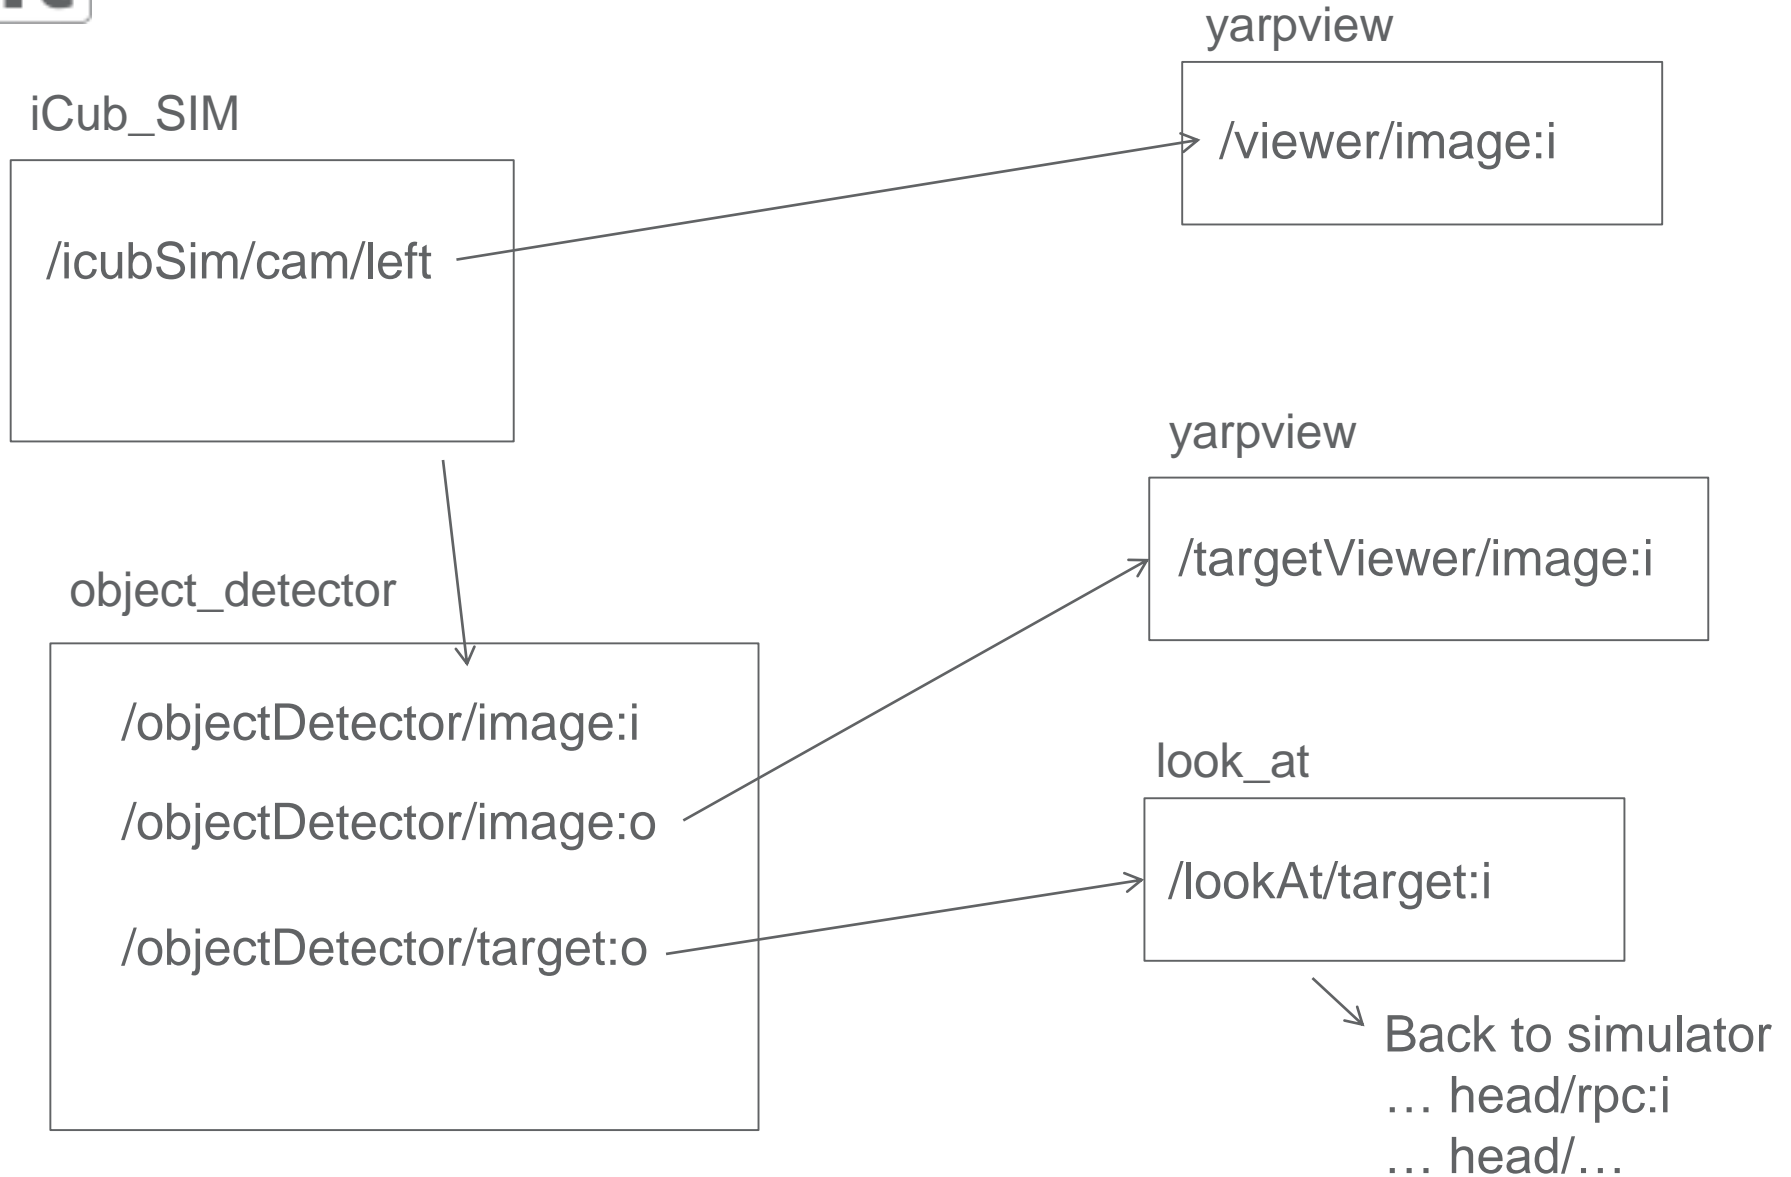 iCub_SIM
/icubSim/cam/left
yarpview
/viewer/image:i
object_detector
/objectDetector/image:i
/objectDetector/image:o
/objectDetector/target:o
yarpview
/targetViewer/image:i
look_at
/lookAt/target:i
Back to simulator
… head/rpc:i
… head/…